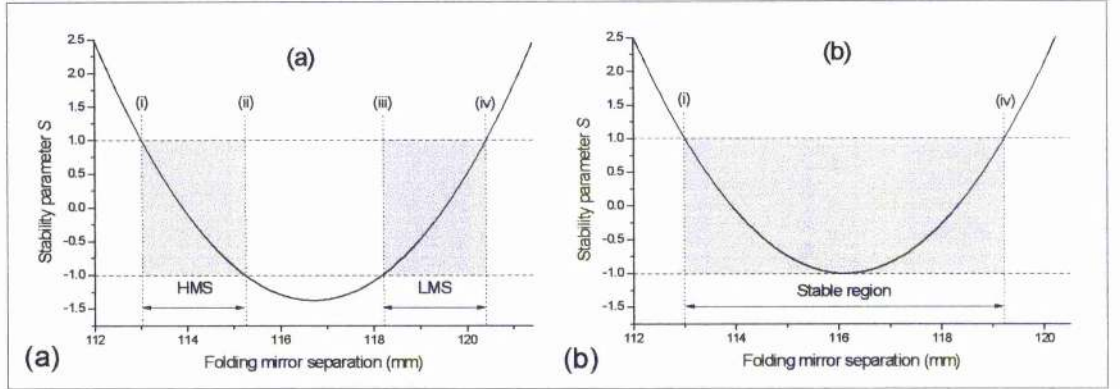 (a)
(i) (ii) (iii) (iv)
2.5
2.0
1.5
1.0
0.5
0.0
-0.5
-1.0
-1.5
Stability parameter S
HMS LMS
112 114 116 118 120
Folding mirror separation (mm)
(a)
(b)
(i) (iv)
2.5
2.0
1.5
1.0
0.5
0.0
-0.5
-1.0
-1.5
Stability parameter S
Stable region
112 114 116 118 120
Folding mirror separation (mm)
(b)